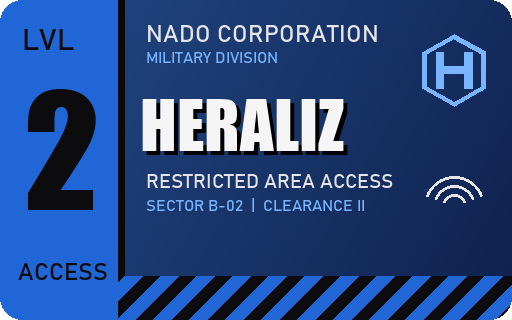 LVL
2
ACCESS
NADO CORPORATION
MILITARY DIVISION
H
HERALIZ
RESTRICTED AREA ACCESS
SECTOR B-02 | CLEARANCE II